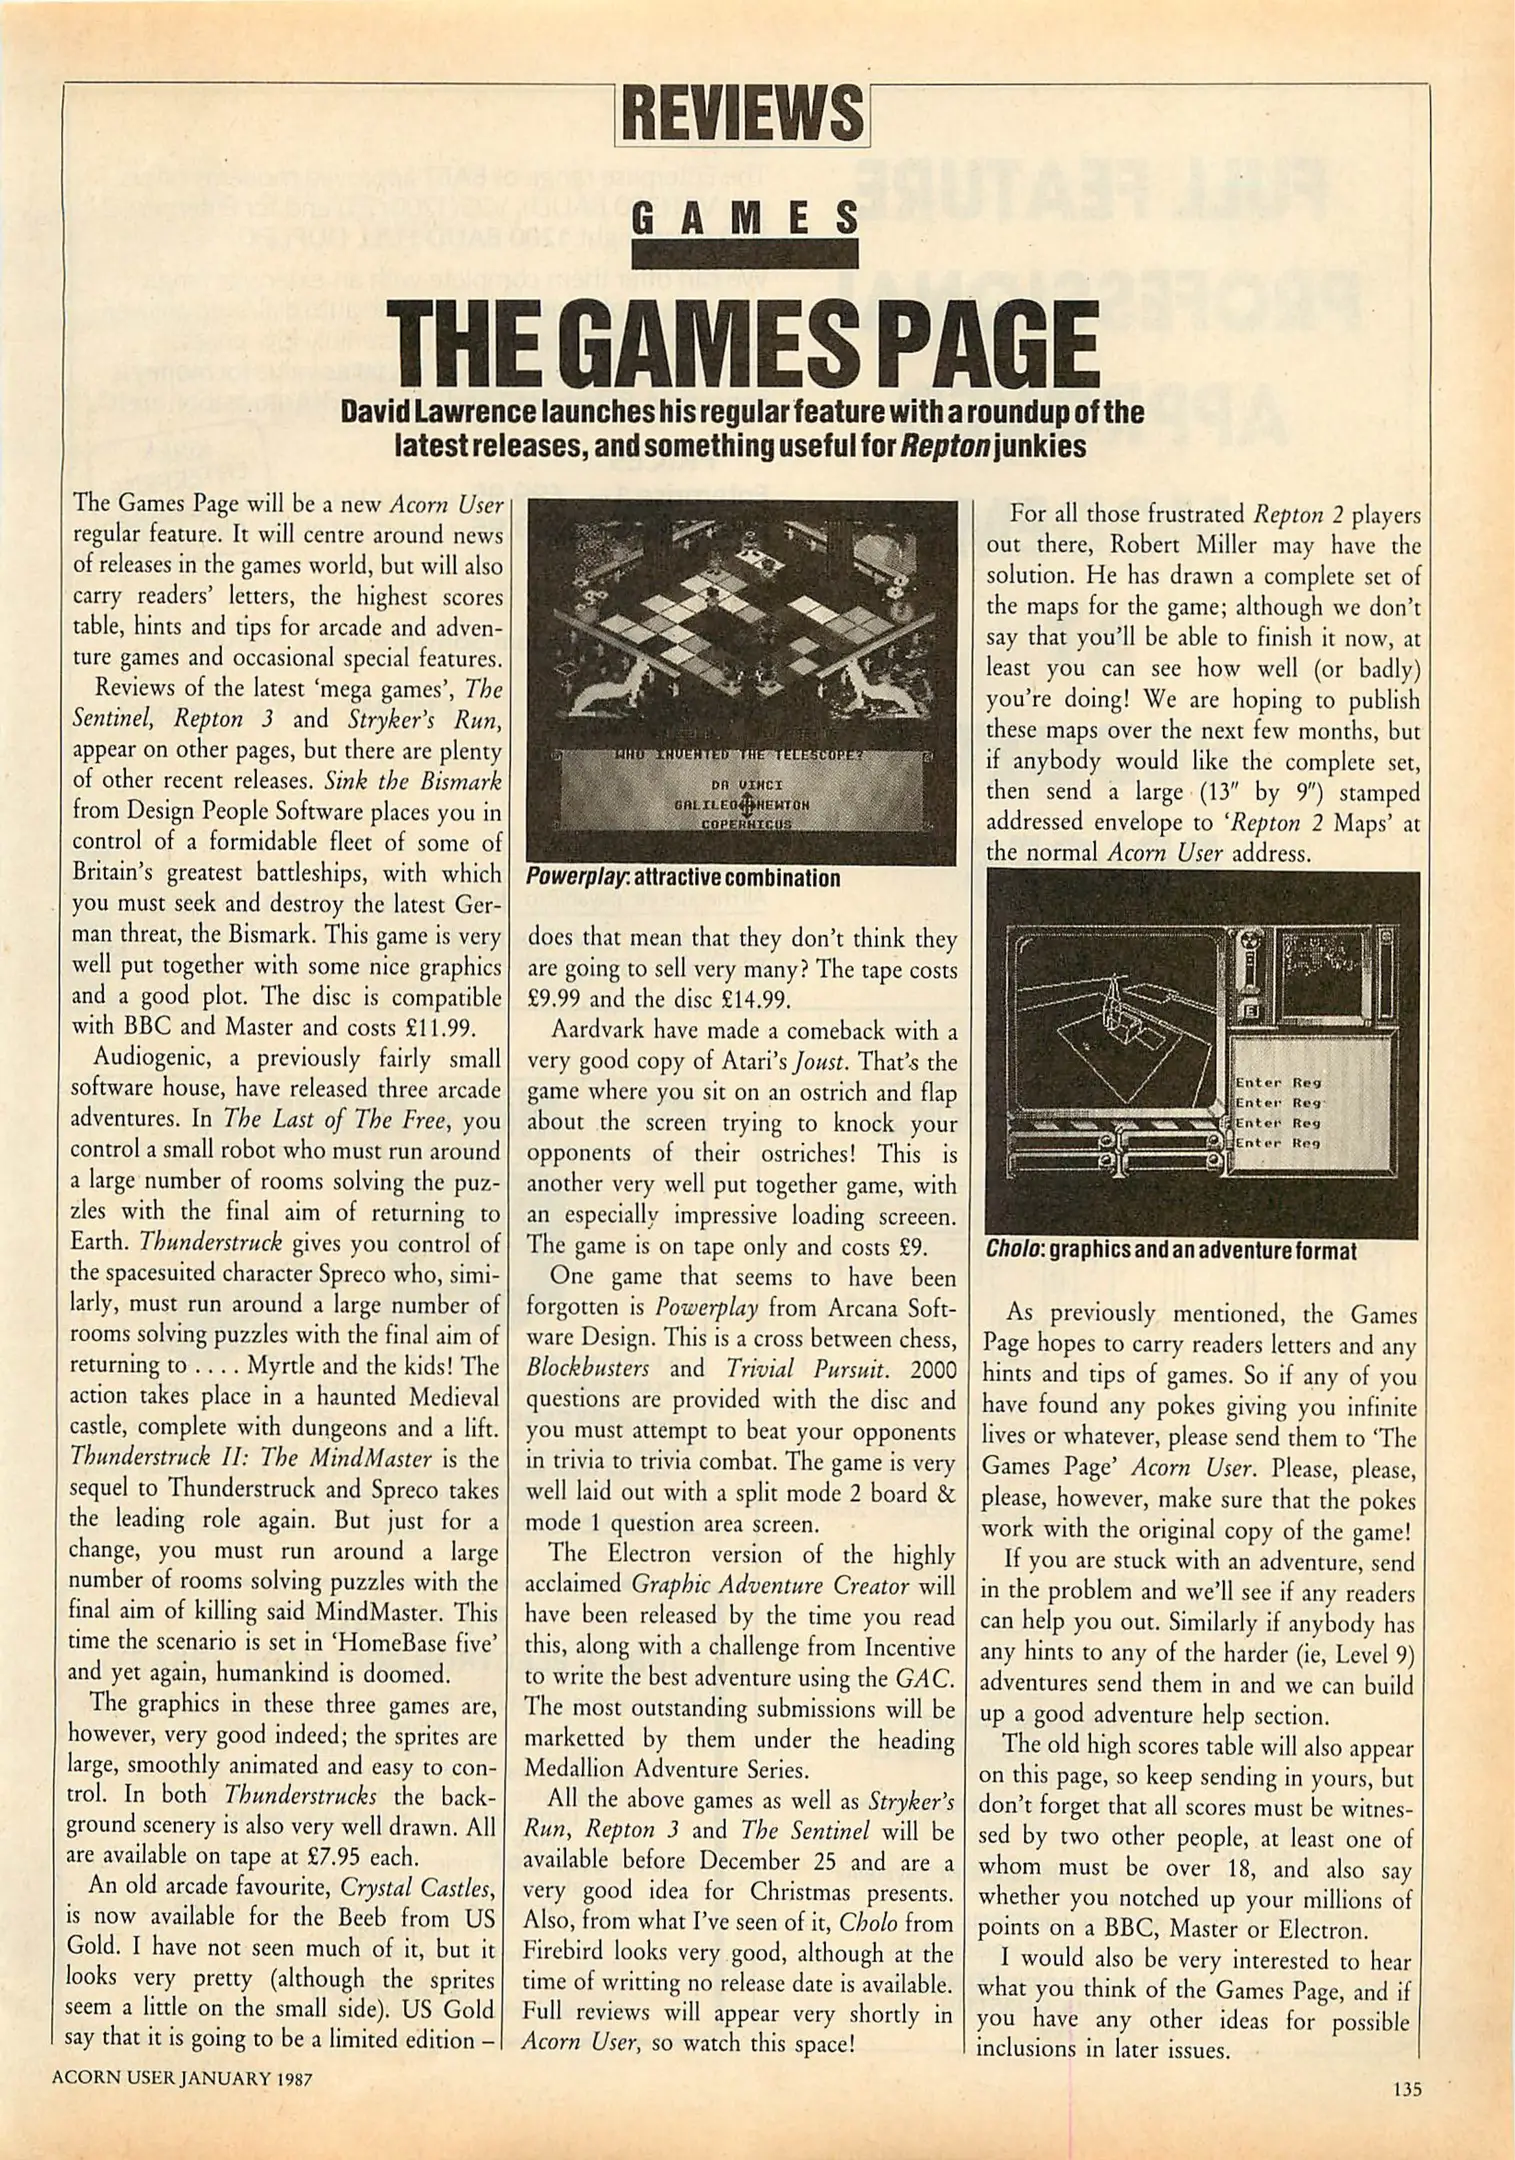 REVIEWS
GAMES
THE GAMES PAGE
David Lawrence launches his regular feature with a roundup of the
latest releases, and something useful for Repton junkies
The Games Page will be a new Acorn User
regular feature. It will centre around news
of releases in the games world, but will also
carry readers' letters, the highest scores
table, hints and tips for arcade and adven-
ture games and occasional special features.
Reviews of the latest 'mega games', The
Sentinel, Repton 3 and Stryker's Run,
appear on other pages, but there are plenty
of other recent releases. Sink the Bismark
from Design People Software places you in
control of a formidable fleet of some of
Britain's greatest battleships, with which
you must seek and destroy the latest Ger-
man threat, the Bismark. This game is very
well put together with some nice graphics
and a good plot. The disc is compatible
with BBC and Master and costs £11.99.
Audiogenic, a previously fairly small
software house, have released three arcade
adventures. In The Last of The Free, you
control a small robot who must run around
a large number of rooms solving the puz-
zles with the final aim of returning to
Earth. Thunderstruck gives you control of
the spacesuited character Spreco who, simi-
larly, must run around a large number of
rooms solving puzzles with the final aim of
returning to . . . . Myrtle and the kids! The
action takes place in a haunted Medieval
castle, complete with dungeons and a lift.
Thunderstruck II: The MindMaster is the
sequel to Thunderstruck and Spreco takes
the leading role again. But just for a
change, you must run around a large
number of rooms solving puzzles with the
final aim of killing said MindMaster. This
time the scenario is set in 'HomeBase five'
and yet again, humankind is doomed.
The graphics in these three games are,
however, very good indeed; the sprites are
large, smoothly animated and easy to con-
trol. In both Thunderstrucks the back-
ground scenery is also very well drawn. All
are available on tape at £7.95 each.
An old arcade favourite, Crystal Castles,
is now available for the Beeb from US
Gold. I have not seen much of it, but it
looks very pretty (although the sprites
seem a little on the small side). US Gold
say that it is going to be a limited edition –
WHO INVENTED THE TELESCOPE?
DA VINCI
GALILEO NEWTON
COPERNICUS
Powerplay: attractive combination
does that mean that they don't think they
are going to sell very many? The tape costs
£9.99 and the disc £14.99.
Aardvark have made a comeback with a
very good copy of Atari's Joust. That's the
game where you sit on an ostrich and flap
about the screen trying to knock your
opponents of their ostriches! This is
another very well put together game, with
an especially impressive loading screeen.
The game is on tape only and costs £9.
One game that seems to have been
forgotten is Powerplay from Arcana Soft-
ware Design. This is a cross between chess,
Blockbusters and Trivial Pursuit. 2000
questions are provided with the disc and
you must attempt to beat your opponents
in trivia to trivia combat. The game is very
well laid out with a split mode 2 board &
mode 1 question area screen.
The Electron version of the highly
acclaimed Graphic Adventure Creator will
have been released by the time you read
this, along with a challenge from Incentive
to write the best adventure using the GAC.
The most outstanding submissions will be
marketted by them under the heading
Medallion Adventure Series.
All the above games as well as Stryker's
Run, Repton 3 and The Sentinel will be
available before December 25 and are a
very good idea for Christmas presents.
Also, from what I've seen of it, Cholo from
Firebird looks very good, although at the
time of writting no release date is available.
Full reviews will appear very shortly in
Acorn User, so watch this space!
For all those frustrated Repton 2 players
out there, Robert Miller may have the
solution. He has drawn a complete set of
the maps for the game; although we don't
say that you'll be able to finish it now, at
least you can see how well (or badly)
you're doing! We are hoping to publish
these maps over the next few months, but
if anybody would like the complete set,
then send a large (13" by 9") stamped
addressed envelope to 'Repton 2 Maps' at
the normal Acorn User address.
Enter Reg
Enter Reg
Enter Reg
Enter Reg
Cholo: graphics and an adventure format
As previously mentioned, the Games
Page hopes to carry readers letters and any
hints and tips of games. So if any of you
have found any pokes giving you infinite
lives or whatever, please send them to 'The
Games Page' Acorn User. Please, please,
please, however, make sure that the pokes
work with the original copy of the game!
If you are stuck with an adventure, send
in the problem and we'll see if any readers
can help you out. Similarly if anybody has
any hints to any of the harder (ie, Level 9)
adventures send them in and we can build
up a good adventure help section.
The old high scores table will also appear
on this page, so keep sending in yours, but
don't forget that all scores must be witnes-
sed by two other people, at least one of
whom must be over 18, and also say
whether you notched up your millions of
points on a BBC, Master or Electron.
I would also be very interested to hear
what you think of the Games Page, and if
you have any other ideas for possible
inclusions in later issues.
ACORN USER JANUARY 1987
135